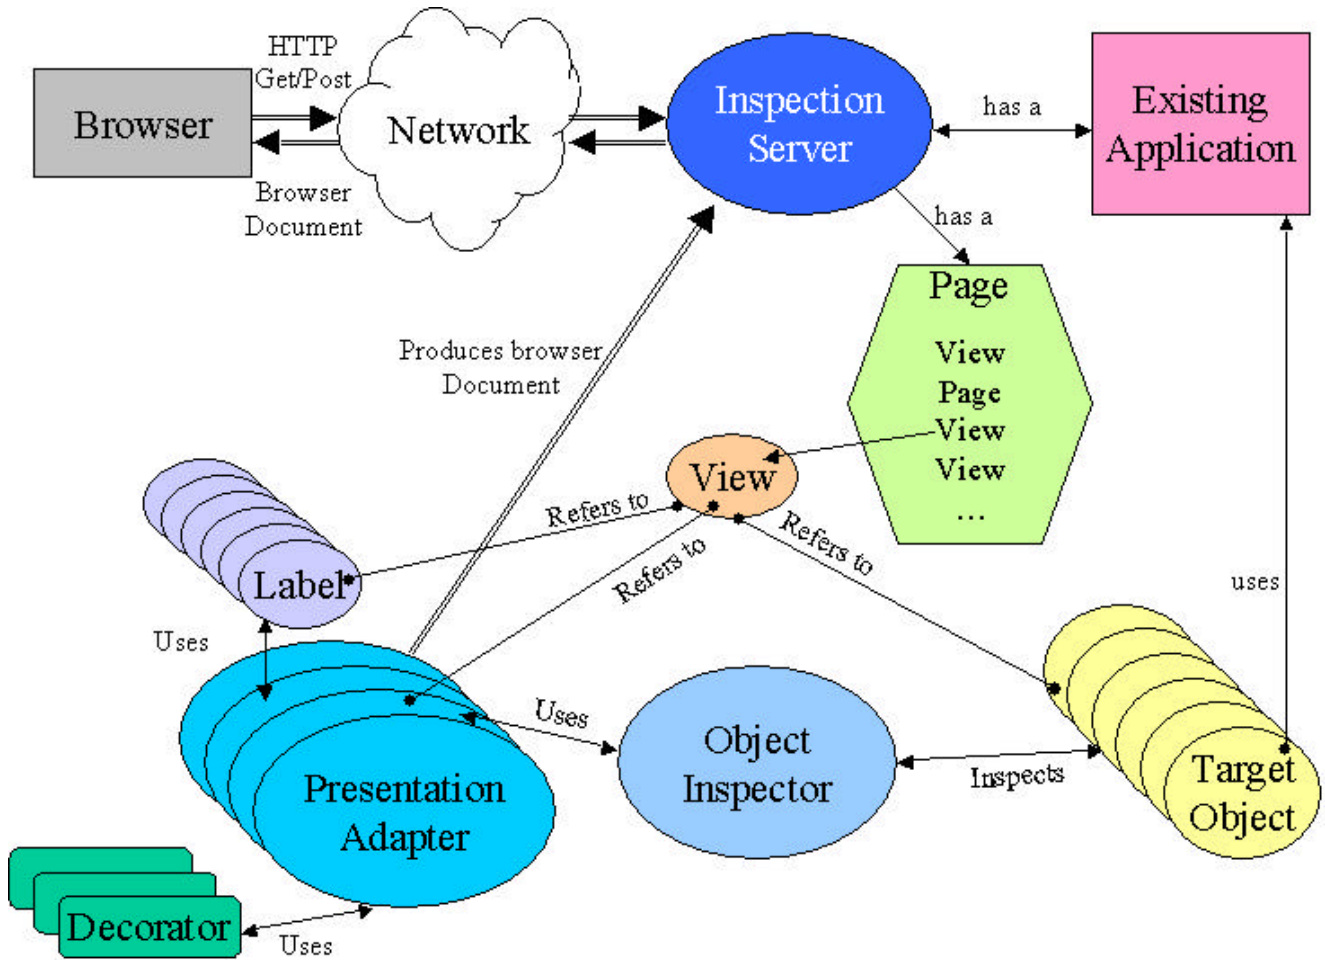 HTTP
Get/Post
Browser
Browser
Document
Network
Inspection
Server
has a
Existing
Application
has a
Page
View
Page
View
View
...
Produces browser
Document
View
Refers to
Refers to
Refers to
Label
Uses
uses
Presentation
Adapter
Uses
Object
Inspector
Inspects
Target
Object
Decorator
Uses